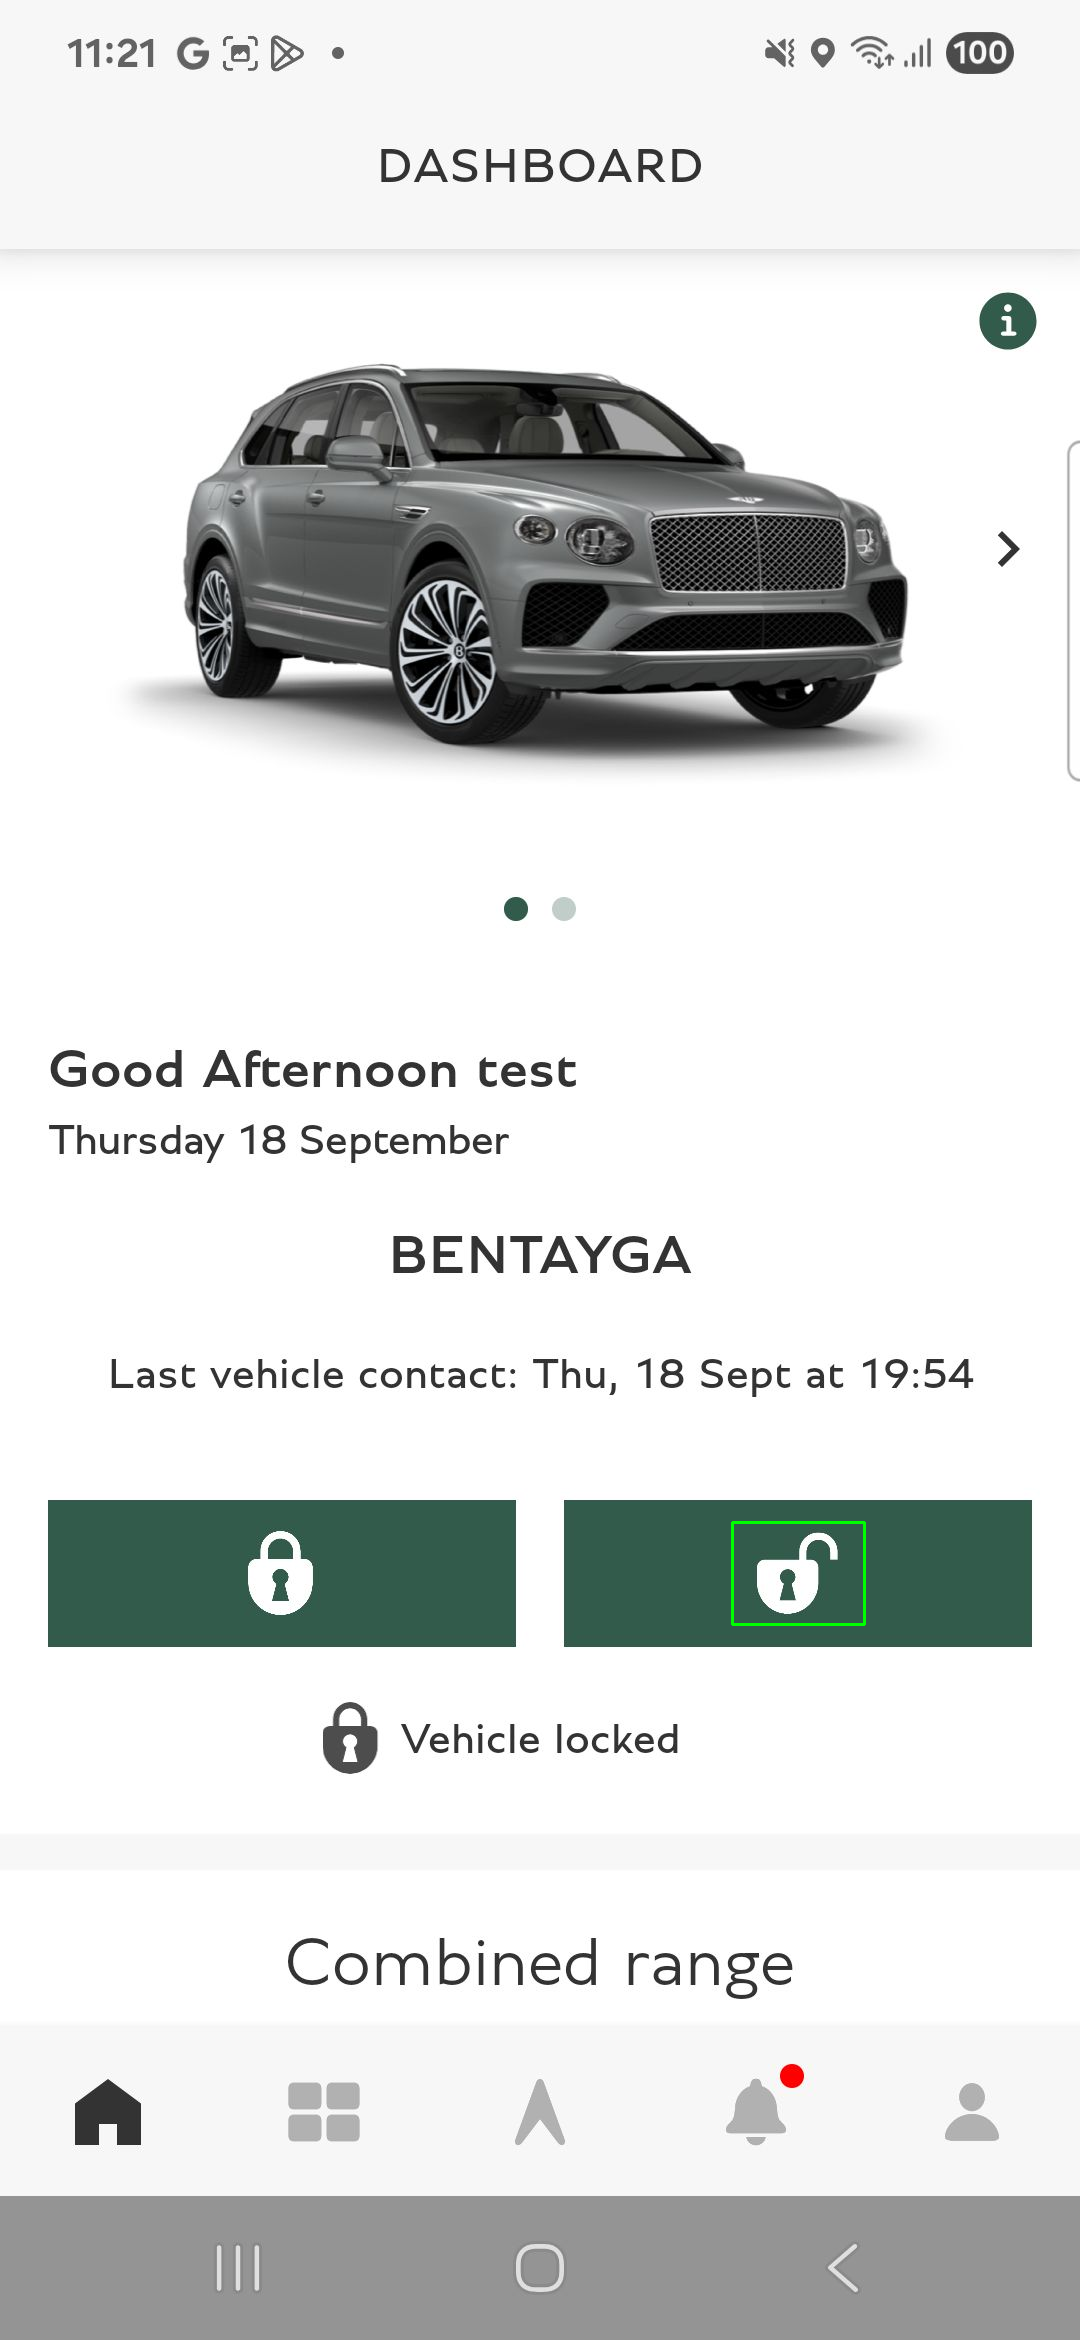 11:21
100
DASHBOARD
Good Afternoon test
Thursday 18 September
BENTAYGA
Last vehicle contact: Thu, 18 Sept at 19:54
Vehicle locked
Combined range